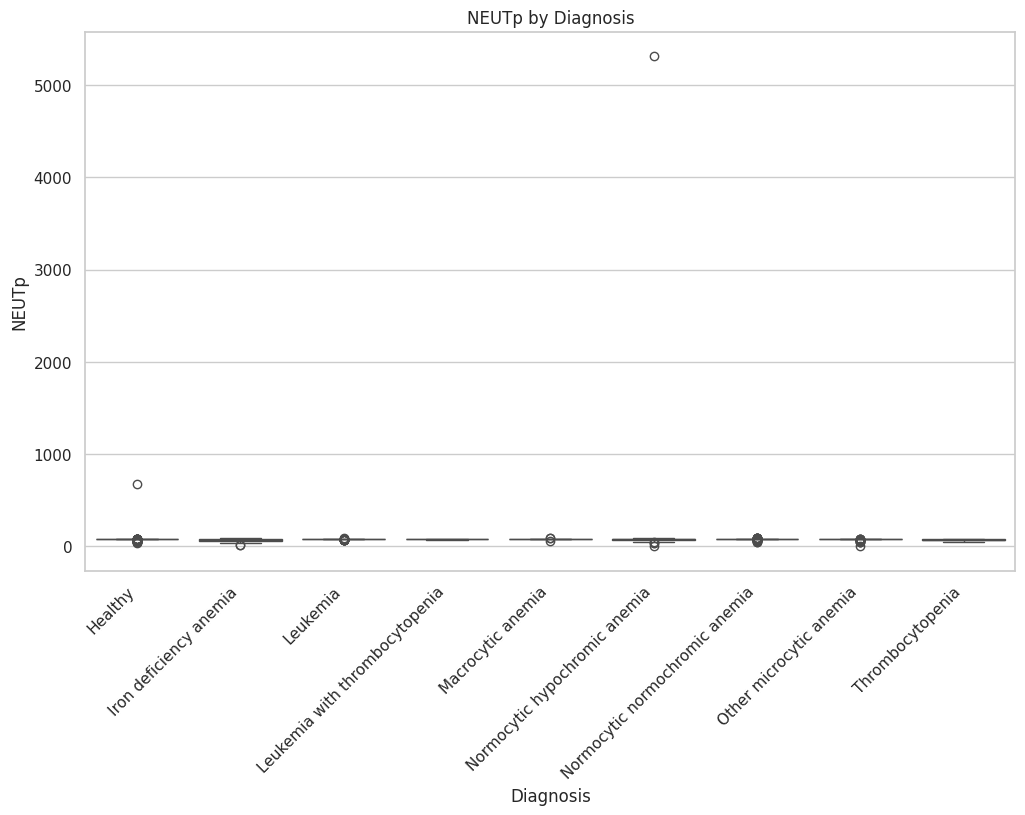 NEUTp by Diagnosis
5000
4000
3000
2000
1000
0
NEUTp
Healthy
Iron deficiency anemia
Leukemia
Leukemia with thrombocytopenia
Macrocytic anemia
Normocytic hypochromic anemia
Normocytic normochromic anemia
Other microcytic anemia
Thrombocytopenia
Diagnosis